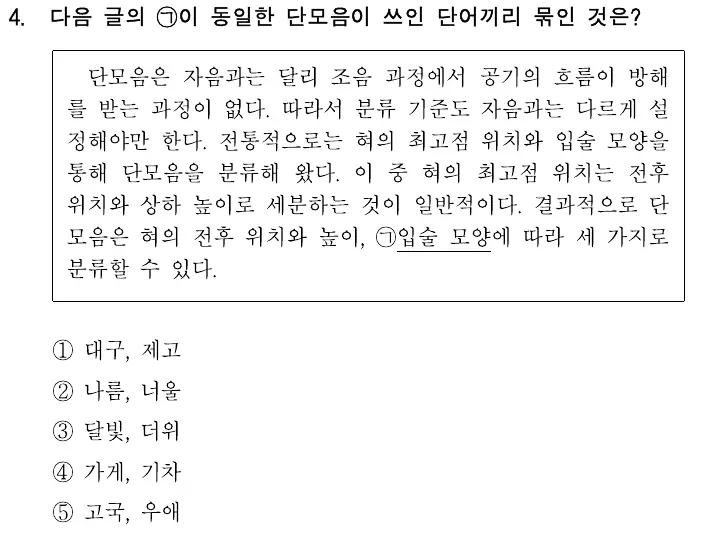 4. 다음 글의 ㉠이 동일한 단모음이 쓰인 단어끼리 묶인 것은?
단모음은 자음과는 달리 조음 과정에서 공기의 흐름이 방해
를 받는 과정이 없다. 따라서 분류 기준도 자음과는 다르게 설
정해야만 한다. 전통적으로는 혀의 최고점 위치와 입술 모양을
통해 단모음을 분류해 왔다. 이 중 혀의 최고점 위치는 전후
위치와 상하 높이로 세분하는 것이 일반적이다. 결과적으로 단
모음은 혀의 전후 위치와 높이, ㉠입술 모양에 따라 세 가지로
분류할 수 있다.
① 대구, 제고
② 나름, 너울
③ 달빛, 더위
④ 가게, 기차
⑤ 고국, 우애